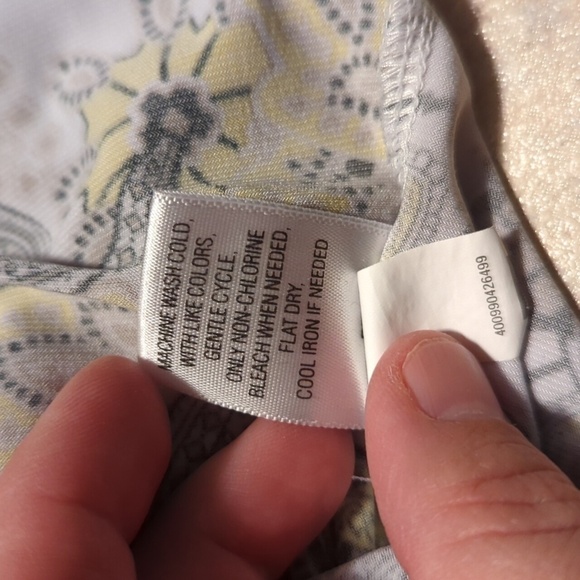 MACHINE WASH COLD,
WITH LIKE COLORS,
GENTLE CYCLE,
ONLY NON-CHLORINE
BLEACH WHEN NEEDED,
FLAT DRY,
COOL IRON IF NEEDED
400990426499